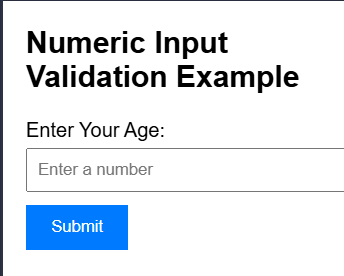 Numeric Input
Validation Example
Enter Your Age:
Enter a number
Submit